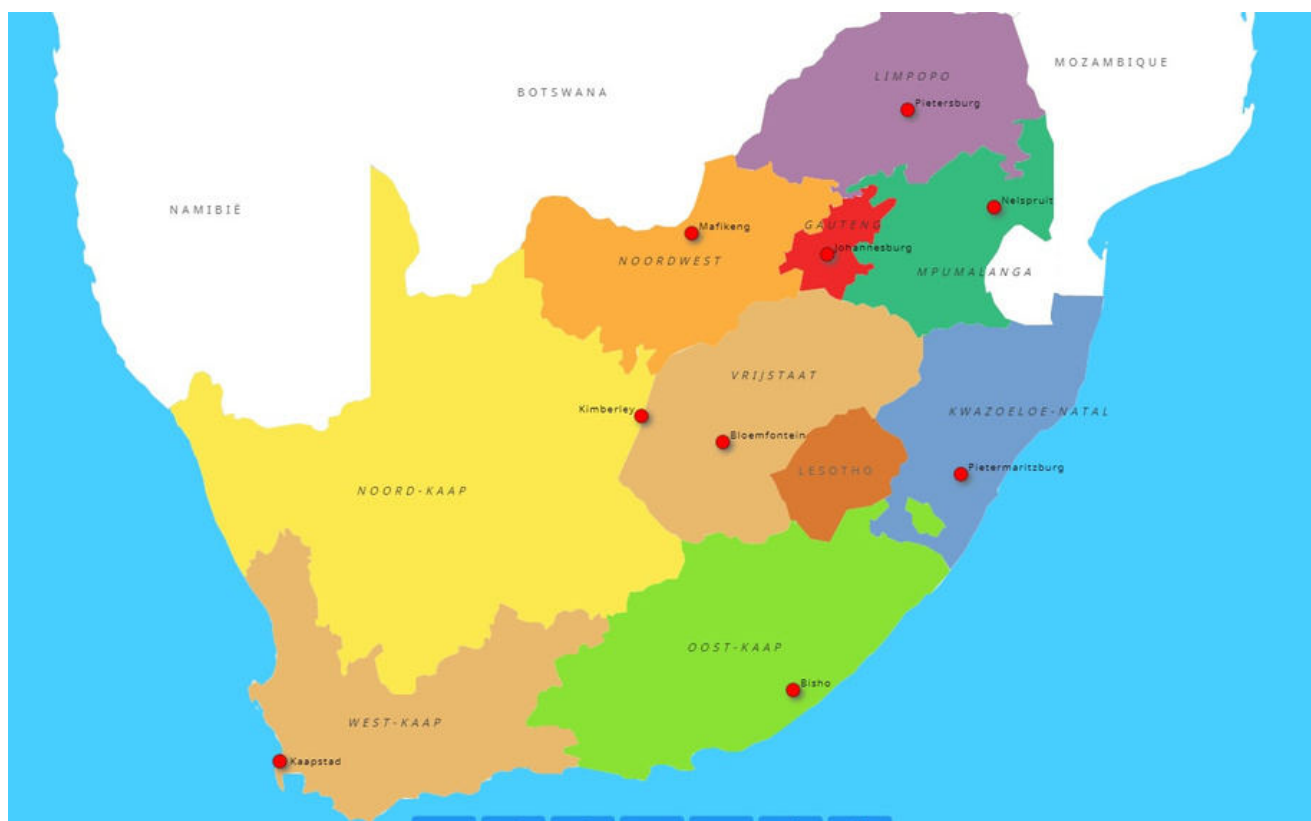 MOZAMBIQUE
LIMPOPO
BOTSWANA
Pietersburg
Nelspruit
NAMIBIË
Mafikeng
GAUTENG
Johannesburg
NOORDWEST
MPUMALANGA
VRIJSTAAT
Kimberley
KWAZOELOE-NATAL
Bloemfontein
LESOTHO
Pietermaritzburg
NOORD-KAAP
OOST-KAAP
Bisho
WEST-KAAP
Kaapstad